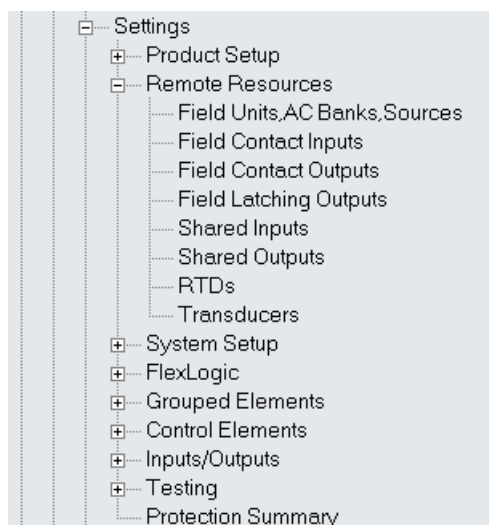 Settings
Product Setup
Remote Resources
Field Units,AC Banks,Sources
Field Contact Inputs
Field Contact Outputs
Field Latching Outputs
Shared Inputs
Shared Outputs
RTDs
Transducers
System Setup
FlexLogic
Grouped Elements
Control Elements
Inputs/Outputs
Testing
Protection Summary